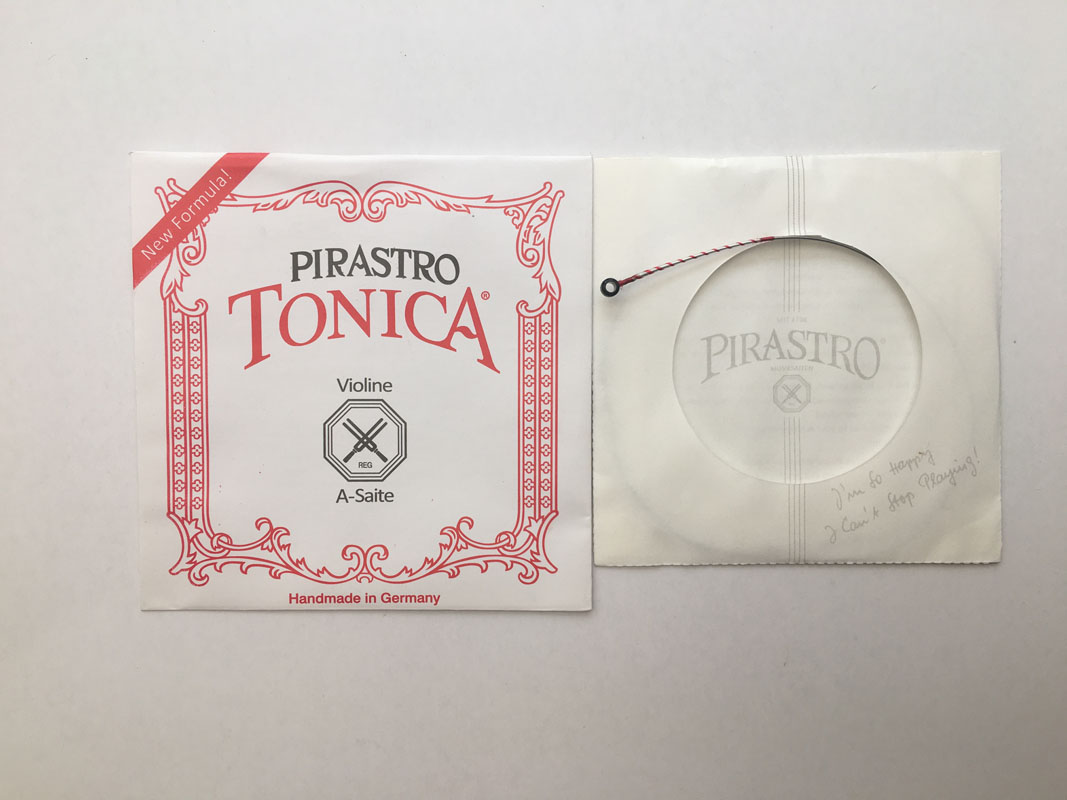 New Formula!
PIRASTRO
TONICA®
Violine
REG
A-Saite
Handmade in Germany
PIRASTRO®
I'm so Happy
I Can't Stop Playing!